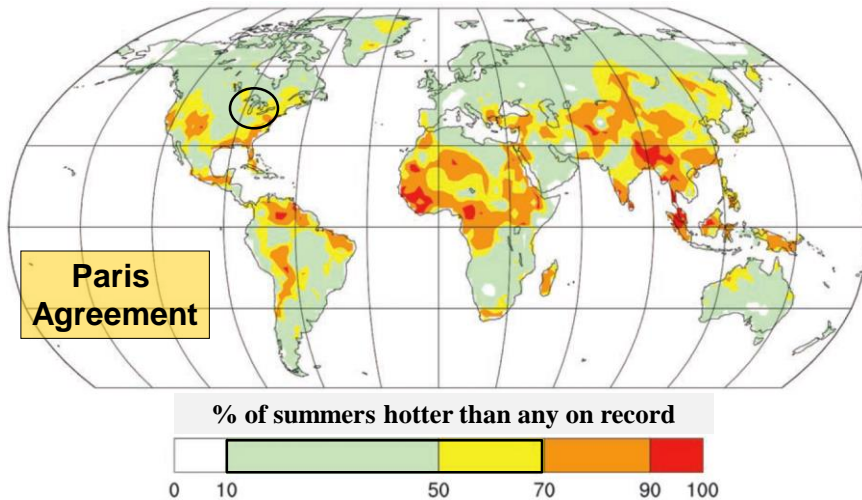 Paris
Agreement
% of summers hotter than any on record
0 10 50 70 90 100